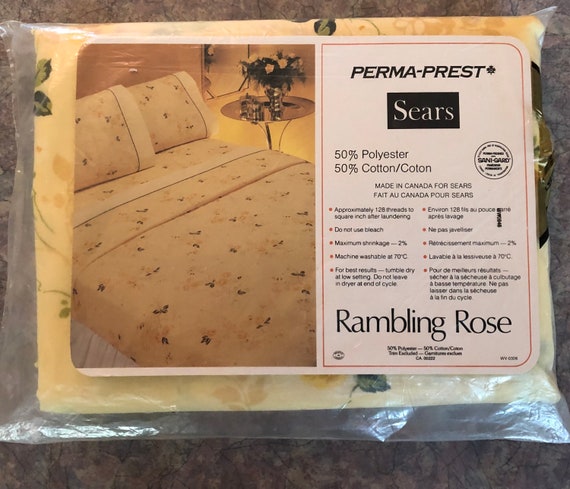 PERMA-PREST
Sears
50% Polyester
50% Cotton/Coton
SANI-GARD
MADE IN CANADA FOR SEARS
FAIT AU CANADA POUR SEARS
• Approximately 128 threads to
square inch after laundering
• Do not use bleach
• Maximum shrinkage — 2%
• Machine washable at 70°C.
• For best results — tumble dry
at low setting. Do not leave
in dryer at end of cycle.
• Environ 128 fils au pouce
après lavage
• Ne pas javelliser
• Rétrécissement maximum — 2%
• Lavable à la lessiveuse à 70°C.
• Pour de meilleurs résultats —
sécher à la sécheuse à culbutage
à basse température. Ne pas
laisser dans la sécheuse
à la fin du cycle.
Rambling Rose
50% Polyester — 50% Cotton/Coton
Trim Excluded — Garnitures exclues